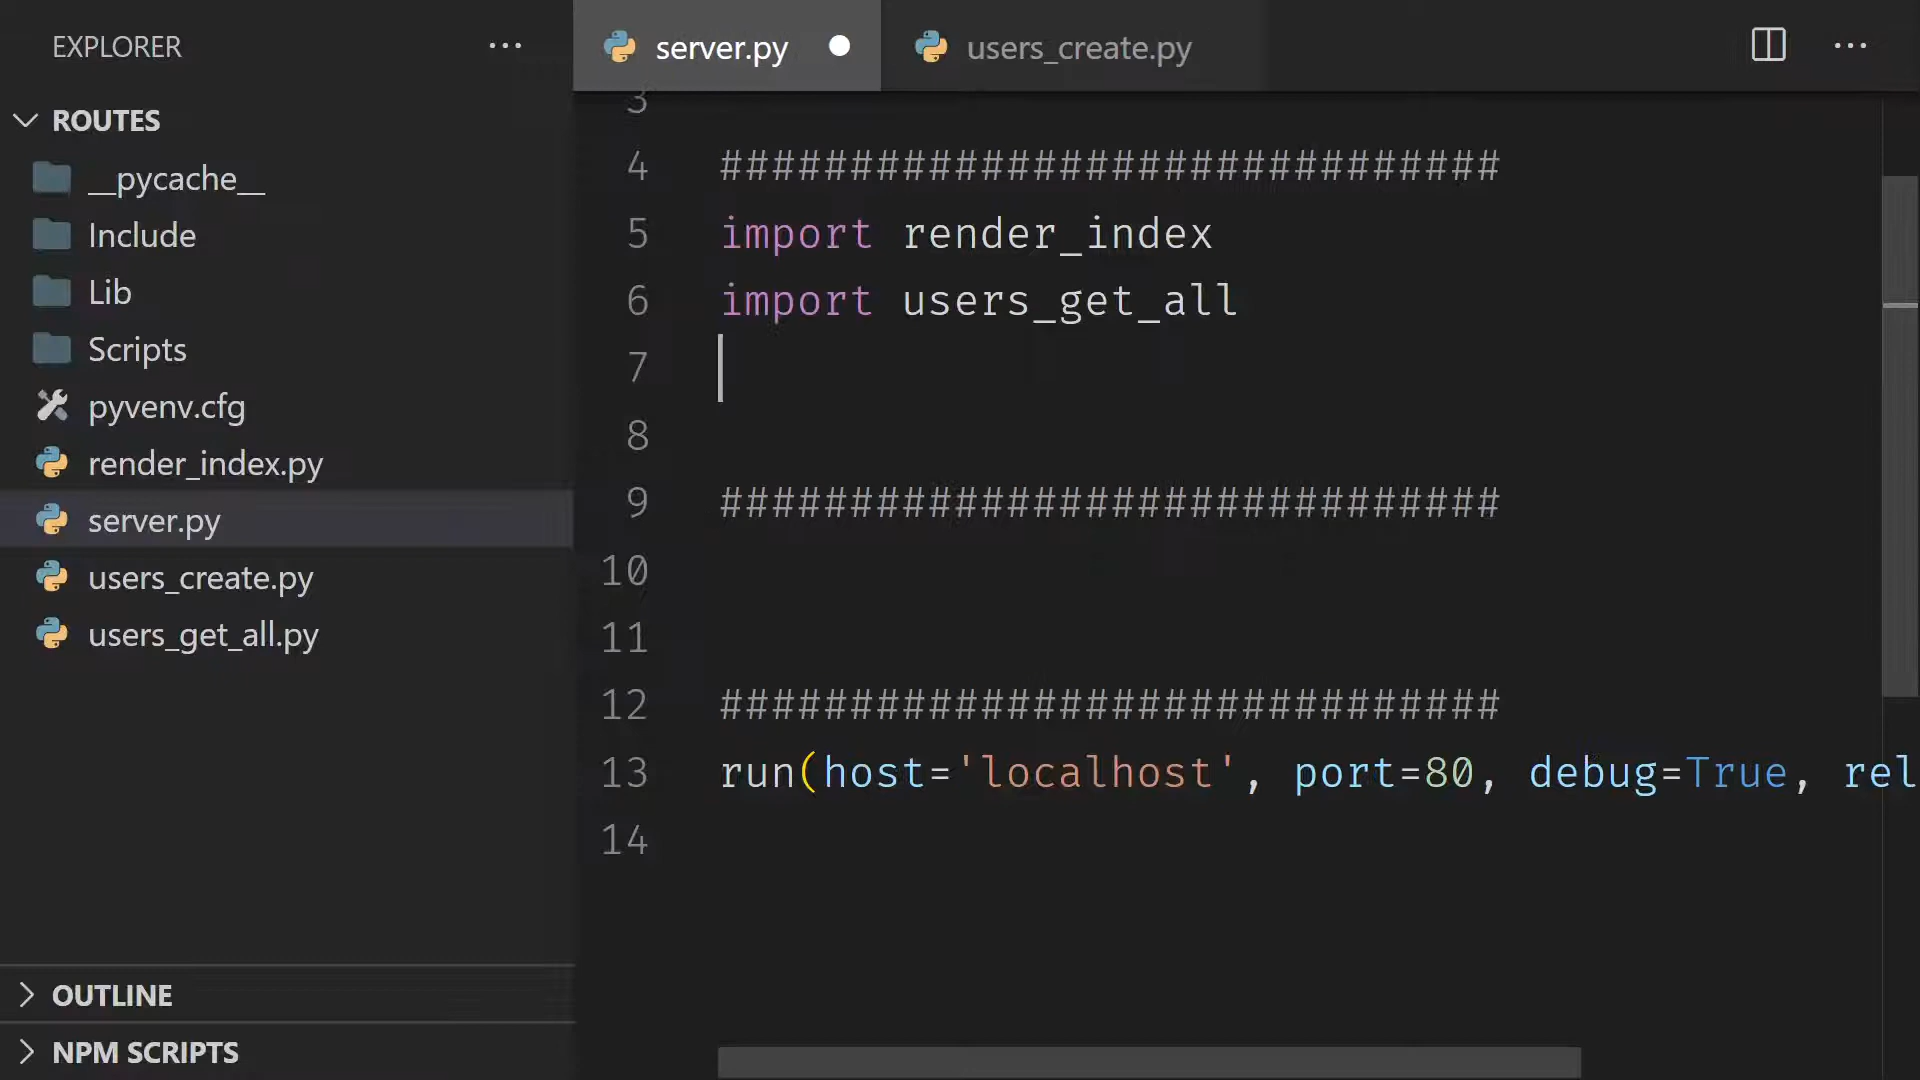 EXPLORER
ROUTES
__pycache__
Include
Lib
Scripts
pyvenv.cfg
render_index.py
server.py
users_create.py
users_get_all.py
OUTLINE
NPM SCRIPTS
server.py
users_create.py
3
4 ##############################
5 import render_index
6 import users_get_all
7
8
9 ##############################
10
11
12 ##############################
13 run(host='localhost', port=80, debug=True, rel
14